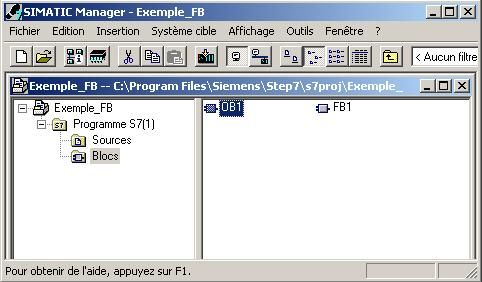 SIMATIC Manager - Exemple_FB
Fichier Edition Insertion Système cible Affichage Outils Fenêtre ?
< Aucun filtre
Exemple_FB -- C:\Program Files\Siemens\Step7\s7proj\Exemple_
Exemple_FB
S7 Programme S7(1)
Sources
Blocs
OB1 FB1
Pour obtenir de l'aide, appuyez sur F1.